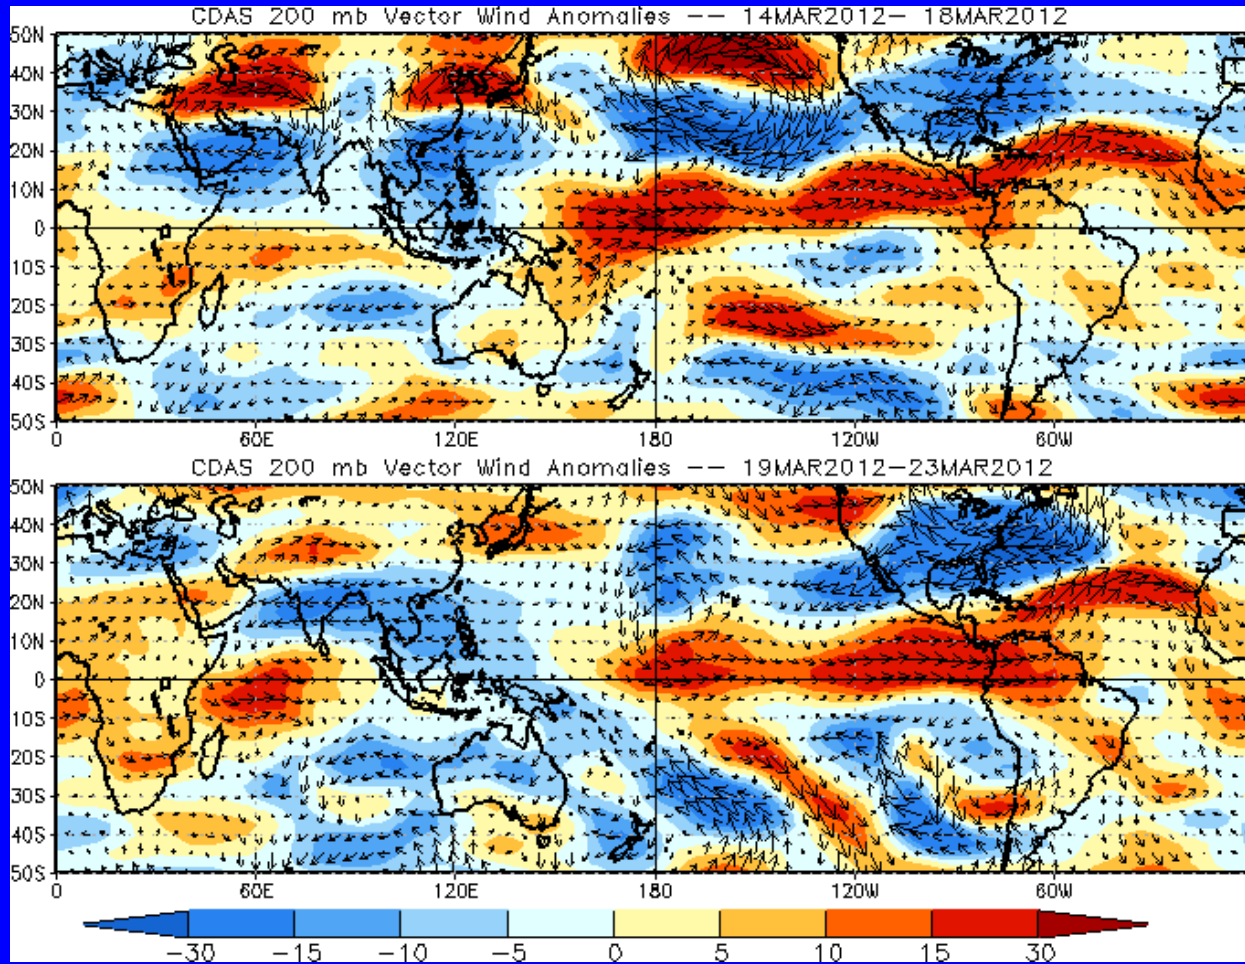 CDAS 200 mb Vector Wind Anomalies -- 14MAR2012- 18MAR2012
50N
40N
30N
20N
10N
0
10S
20S
30S
40S
50S
0 60E 120E 180 120W 60W
CDAS 200 mb Vector Wind Anomalies -- 19MAR2012-23MAR2012
50N
40N
30N
20N
10N
0
10S
20S
30S
40S
50S
0 60E 120E 180 120W 60W
-30 -15 -10 -5 0 5 10 15 30